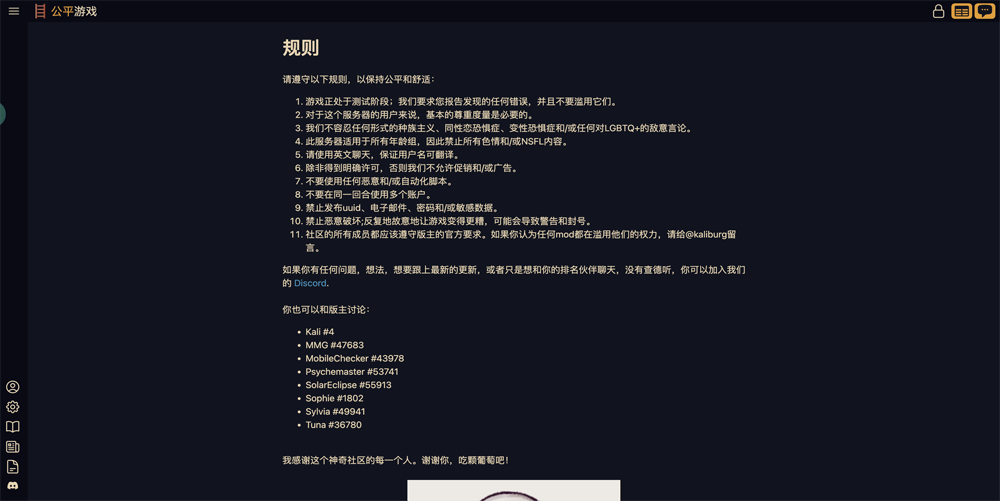 公平游戏
规则
请遵守以下规则，以保持公平和舒适：
1. 游戏正处于测试阶段；我们要求您报告发现的任何错误，并且不要滥用它们。
2. 对于这个服务器的用户来说，基本的尊重度量是必要的。
3. 我们不容忍任何形式的种族主义、同性恋恐惧症、变性恐惧症和/或任何对LGBTQ+的敌意言论。
4. 此服务器适用于所有年龄组，因此禁止所有色情和/或NSFL内容。
5. 请使用英文聊天，保证用户名可翻译。
6. 除非得到明确许可，否则我们不允许促销和/或广告。
7. 不要使用任何恶意和/或自动化脚本。
8. 不要在同一回合使用多个账户。
9. 禁止发布uuid、电子邮件、密码和/或敏感数据。
10. 禁止恶意破坏;反复地故意地让游戏变得更糟，可能会导致警告和封号。
11. 社区的所有成员都应该遵守版主的官方要求。如果你认为任何mod都在滥用他们的权力，请给@kaliburg留
言。
如果你有任何问题，想法，想要跟上最新的更新，或者只是想和你的排名伙伴聊天，没有查德听，你可以加入我们
的 Discord.
你也可以和版主讨论：
• Kali #4
• MMG #47683
• MobileChecker #43978
• Psychemaster #53741
• SolarEclipse #55913
• Sophie #1802
• Sylvia #49941
• Tuna #36780
我感谢这个神奇社区的每一个人。谢谢你，吃颗葡萄吧！